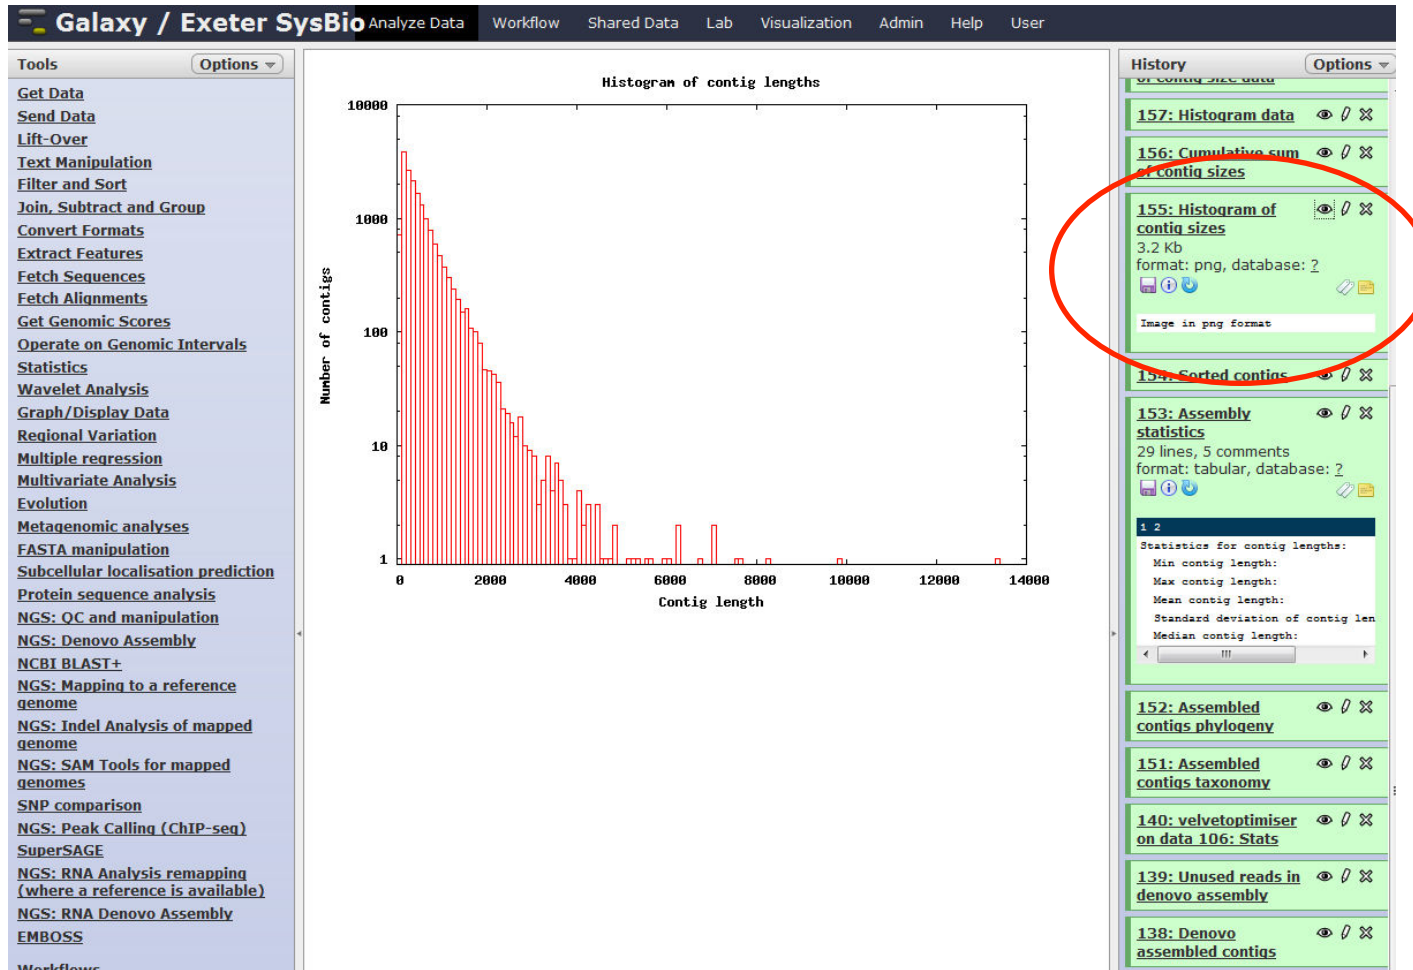 Galaxy / Exeter SysBio
Analyze Data Workflow Shared Data Lab Visualization Admin Help User
Tools Options
Get Data
Send Data
Lift-Over
Text Manipulation
Filter and Sort
Join, Subtract and Group
Convert Formats
Extract Features
Fetch Sequences
Fetch Alignments
Get Genomic Scores
Operate on Genomic Intervals
Statistics
Wavelet Analysis
Graph/Display Data
Regional Variation
Multiple regression
Multivariate Analysis
Evolution
Metagenomic analyses
FASTA manipulation
Subcellular localisation prediction
Protein sequence analysis
NGS: QC and manipulation
NGS: Denovo Assembly
NCBI BLAST+
NGS: Mapping to a reference
genome
NGS: Indel Analysis of mapped
genome
NGS: SAM Tools for mapped
genomes
SNP comparison
NGS: Peak Calling (ChIP-seq)
SuperSAGE
NGS: RNA Analysis remapping
(where a reference is available)
NGS: RNA Denovo Assembly
EMBOSS
Workflows
Histogram of contig lengths
10000
1000
100
10
1
Number of contigs
0 2000 4000 6000 8000 10000 12000 14000
Contig length
History Options
of contig size data
157: Histogram data
156: Cumulative sum
of contig sizes
155: Histogram of
contig sizes
3.2 Kb
format: png, database: ?
Image in png format
154: Sorted contigs
153: Assembly
statistics
29 lines, 5 comments
format: tabular, database: ?
1 2
Statistics for contig lengths:
Min contig length:
Max contig length:
Mean contig length:
Standard deviation of contig len
Median contig length:
152: Assembled
contigs phylogeny
151: Assembled
contigs taxonomy
140: velvetoptimiser
on data 106: Stats
139: Unused reads in
denovo assembly
138: Denovo
assembled contigs